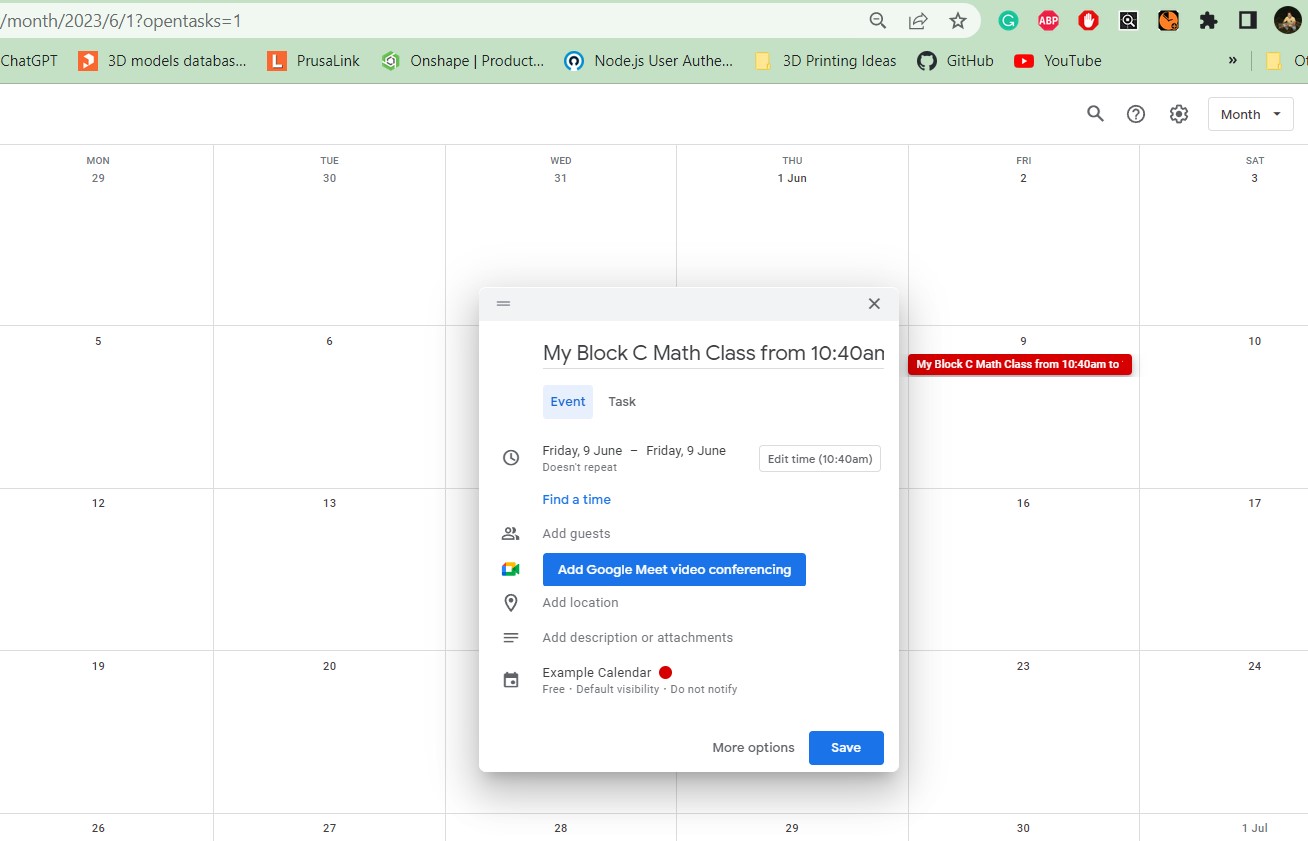 /month/2023/6/1?opentasks=1
ABP
ChatGPT 3D models databas... PrusaLink Onshape | Product... Node.js User Authe... 3D Printing Ideas GitHub YouTube »
Month
MON TUE WED THU FRI SAT
29 30 31 1 Jun 2 3
My Block C Math Class from 10:40am
Event Task
Friday, 9 June – Friday, 9 June
Doesn't repeat
Edit time (10:40am)
Find a time
Add guests
Add Google Meet video conferencing
Add location
Add description or attachments
Example Calendar
Free · Default visibility · Do not notify
More options Save
5 6 9 10
My Block C Math Class from 10:40am to
12 13 16 17
19 20 23 24
26 27 28 29 30 1 Jul